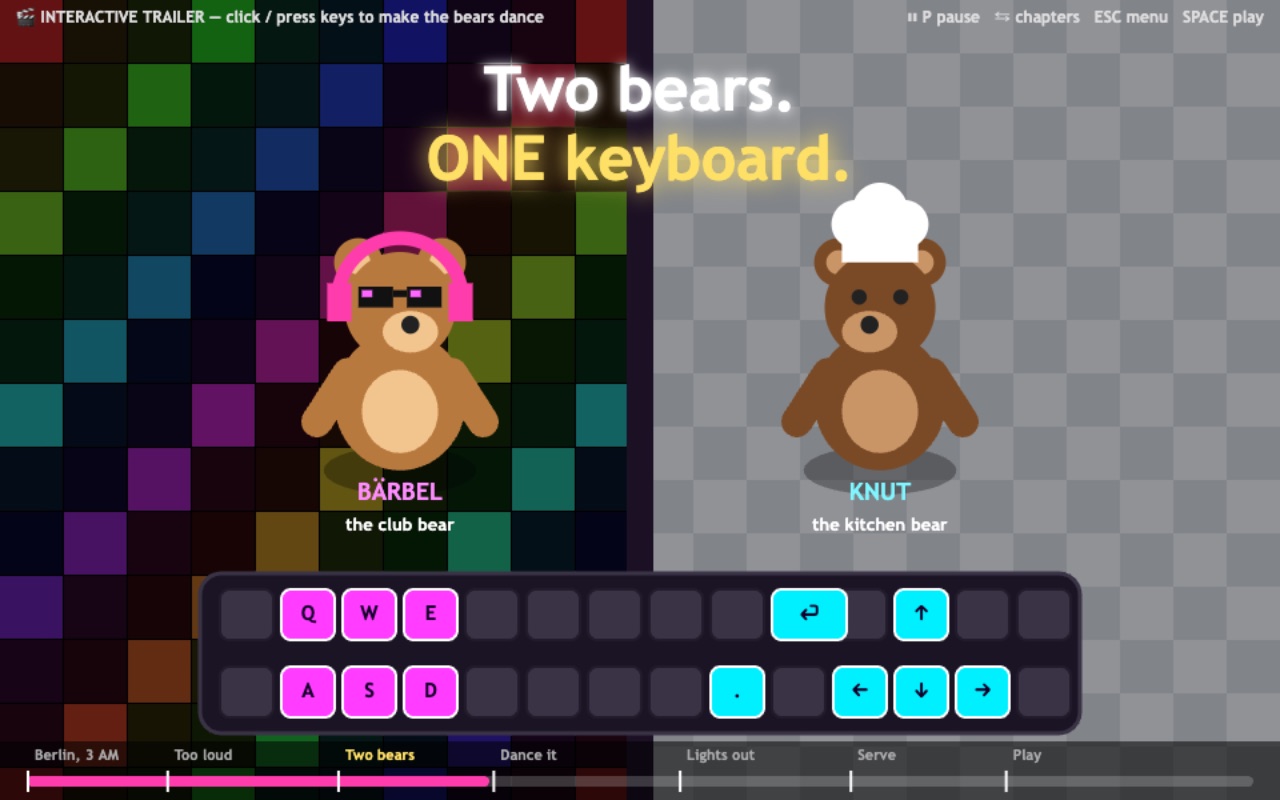 🎬 INTERACTIVE TRAILER — click / press keys to make the bears dance
⏸ P pause ⇆ chapters ESC menu SPACE play
Two bears.
ONE keyboard.
BÄRBEL
the club bear
KNUT
the kitchen bear
Q W E ↵ ↑
A S D . ← ↓ →
Berlin, 3 AM Too loud Two bears Dance it Lights out Serve Play